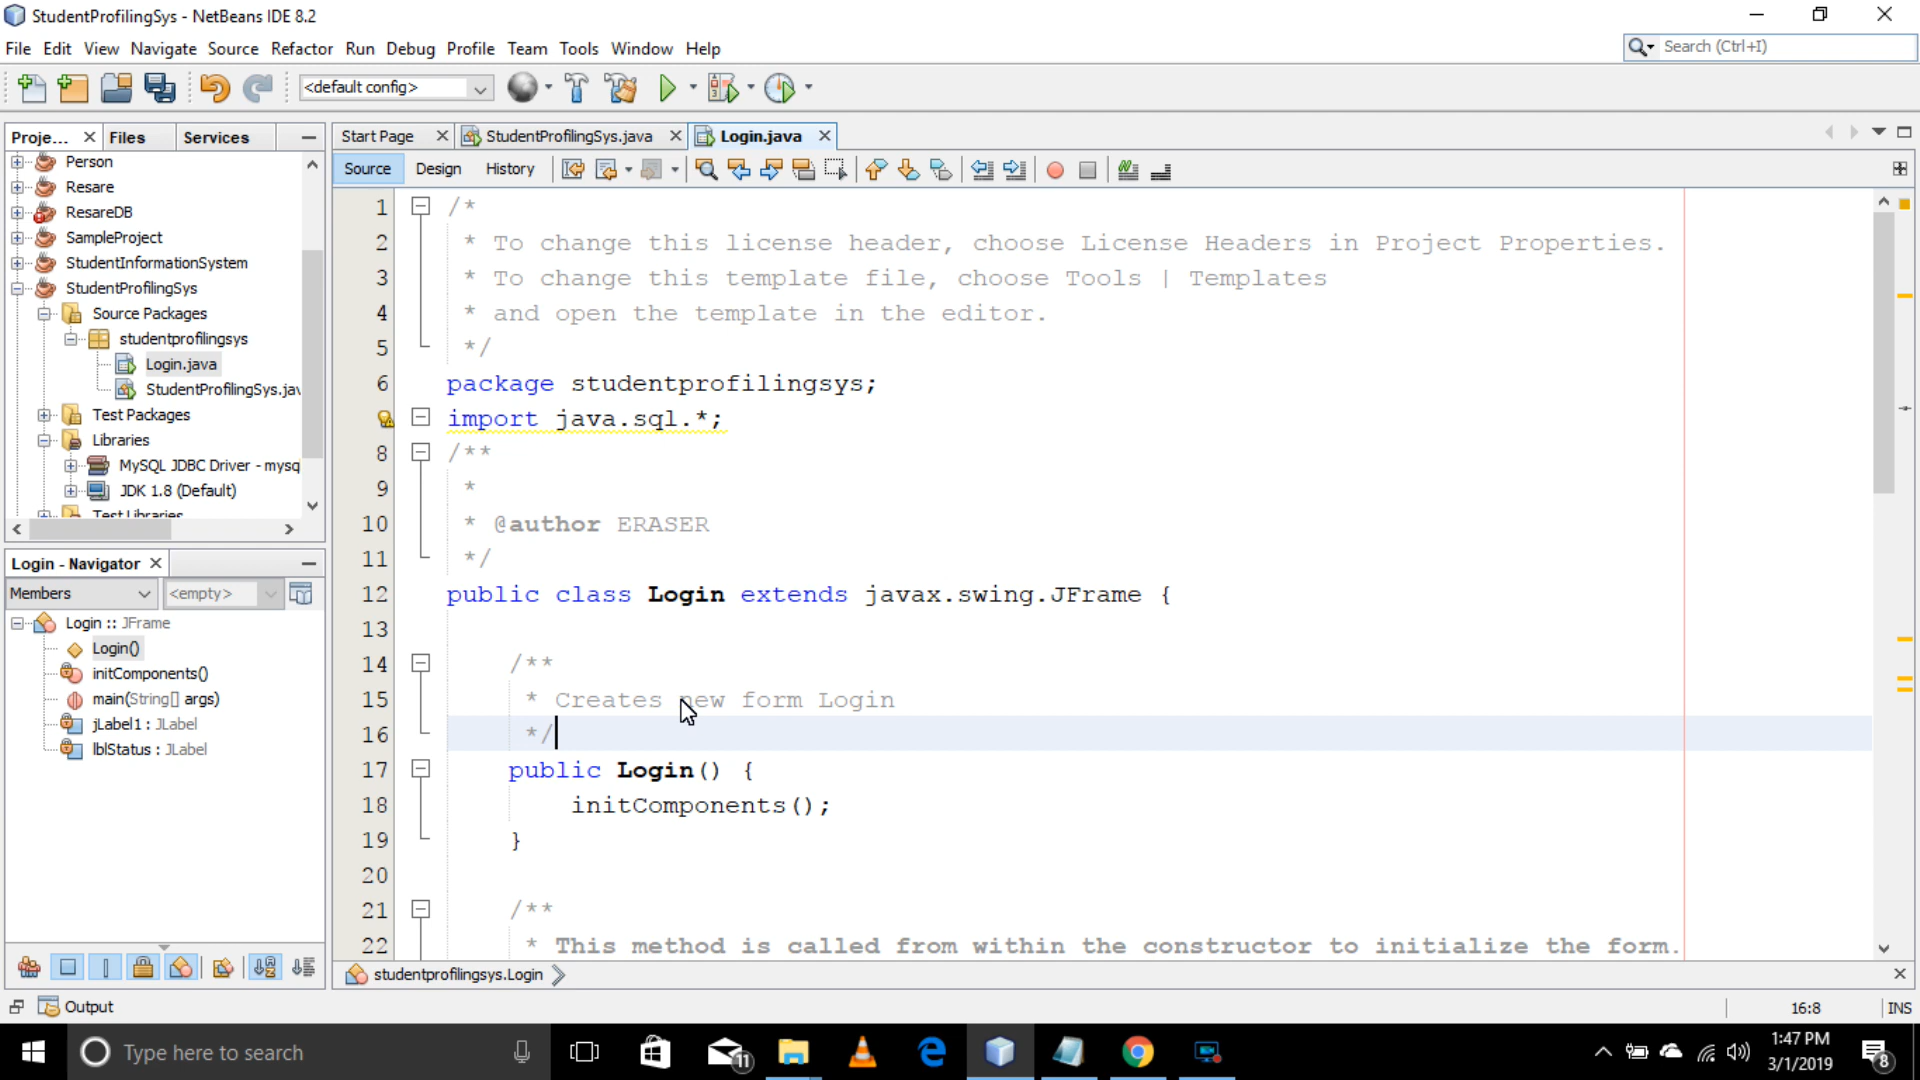 StudentProfilingSys - NetBeans IDE 8.2
File Edit View Navigate Source Refactor Run Debug Profile Team Tools Window Help
Search (Ctrl+I)
<default config>
Proje... Files Services
Start Page StudentProfilingSys.java Login.java
Source Design History
Person
Resare
ResareDB
SampleProject
StudentInformationSystem
StudentProfilingSys
Source Packages
studentprofilingsys
Login.java
StudentProfilingSys.jav
Test Packages
Libraries
MySQL JDBC Driver - mysq
JDK 1.8 (Default)
Test Libraries
Login - Navigator
Members <empty>
Login :: JFrame
Login()
initComponents()
main(String[] args)
jLabel1 : JLabel
lblStatus : JLabel
1 /*
2 * To change this license header, choose License Headers in Project Properties.
3 * To change this template file, choose Tools | Templates
4 * and open the template in the editor.
5 */
6 package studentprofilingsys;
import java.sql.*;
8 /**
9 *
10 * @author ERASER
11 */
12 public class Login extends javax.swing.JFrame {
13
14 /**
15 * Creates new form Login
16 */
17 public Login() {
18 initComponents();
19 }
20
21 /**
22 * This method is called from within the constructor to initialize the form.
studentprofilingsys.Login
Output
16:8 INS
Type here to search
11
1:47 PM
3/1/2019
8